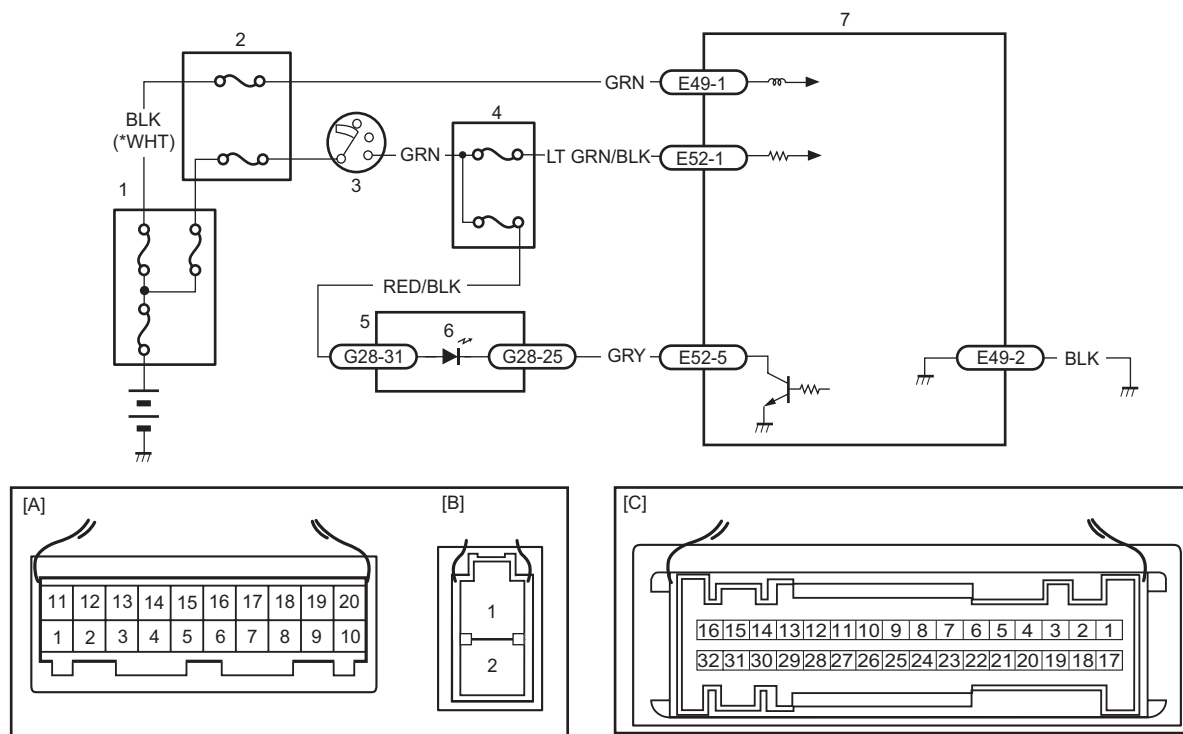 7
2
GRN
E49-1
BLK
(*WHT)
4
GRN
LT GRN/BLK
E52-1
3
1
RED/BLK
5
6
G28-31
G28-25
GRY
E52-5
E49-2
BLK
[A]
11 12 13 14 15 16 17 18 19 20
1 2 3 4 5 6 7 8 9 10
[B]
1
2
[C]
16 15 14 13 12 11 10 9 8 7 6 5 4 3 2 1
32 31 30 29 28 27 26 25 24 23 22 21 20 19 18 17